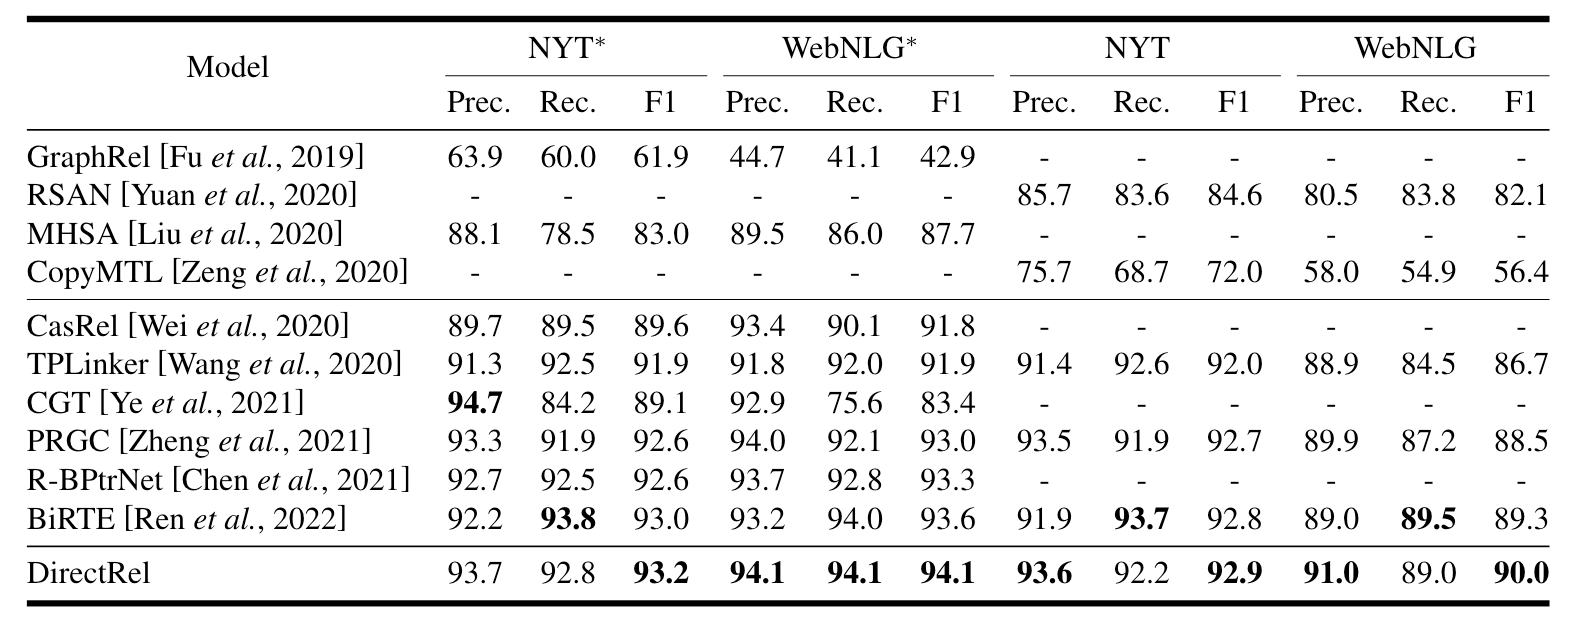 Model NYT* WebNLG* NYT WebNLG
Prec. Rec. F1 Prec. Rec. F1 Prec. Rec. F1 Prec. Rec. F1
GraphRel [Fu et al., 2019] 63.9 60.0 61.9 44.7 41.1 42.9 - - - - - -
RSAN [Yuan et al., 2020] - - - - - - 85.7 83.6 84.6 80.5 83.8 82.1
MHSA [Liu et al., 2020] 88.1 78.5 83.0 89.5 86.0 87.7 - - - - - -
CopyMTL [Zeng et al., 2020] - - - - - - 75.7 68.7 72.0 58.0 54.9 56.4
CasRel [Wei et al., 2020] 89.7 89.5 89.6 93.4 90.1 91.8 - - - - - -
TPLinker [Wang et al., 2020] 91.3 92.5 91.9 91.8 92.0 91.9 91.4 92.6 92.0 88.9 84.5 86.7
CGT [Ye et al., 2021] 94.7 84.2 89.1 92.9 75.6 83.4 - - - - - -
PRGC [Zheng et al., 2021] 93.3 91.9 92.6 94.0 92.1 93.0 93.5 91.9 92.7 89.9 87.2 88.5
R-BPtrNet [Chen et al., 2021] 92.7 92.5 92.6 93.7 92.8 93.3 - - - - - -
BiRTE [Ren et al., 2022] 92.2 93.8 93.0 93.2 94.0 93.6 91.9 93.7 92.8 89.0 89.5 89.3
DirectRel 93.7 92.8 93.2 94.1 94.1 94.1 93.6 92.2 92.9 91.0 89.0 90.0